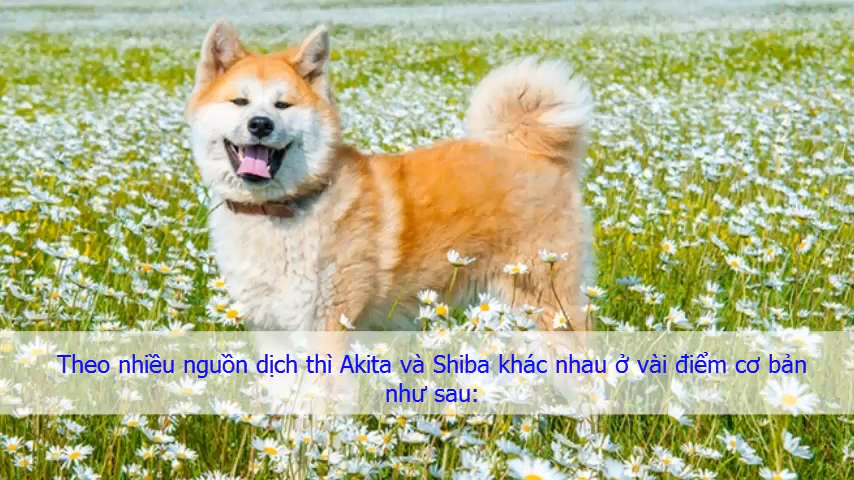 Theo nhiều nguồn dịch thì Akita và Shiba khác nhau ở vài điểm cơ bản
như sau: